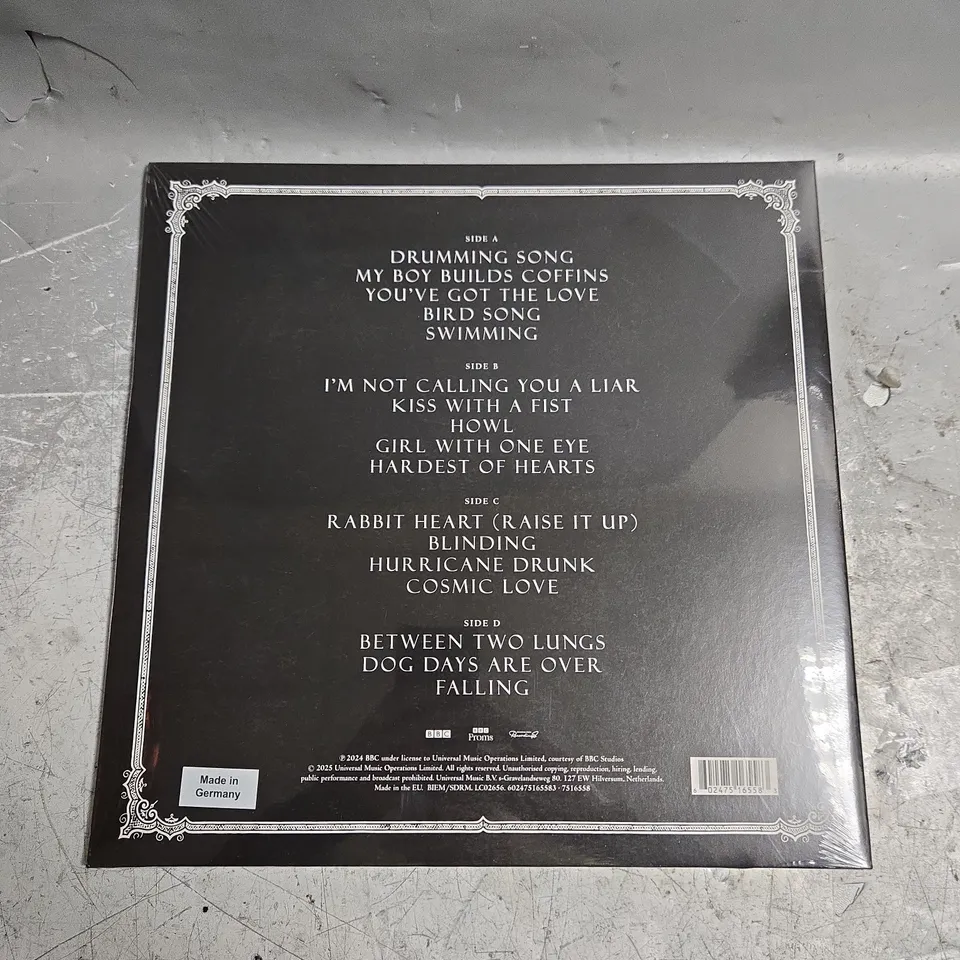 SIDE A
DRUMMING SONG
MY BOY BUILDS COFFINS
YOU'VE GOT THE LOVE
BIRD SONG
SWIMMING
SIDE B
I'M NOT CALLING YOU A LIAR
KISS WITH A FIST
HOWL
GIRL WITH ONE EYE
HARDEST OF HEARTS
SIDE C
RABBIT HEART (RAISE IT UP)
BLINDING
HURRICANE DRUNK
COSMIC LOVE
SIDE D
BETWEEN TWO LUNGS
DOG DAYS ARE OVER
FALLING
BBC BBC Proms
℗ 2024 BBC under license to Universal Music Operations Limited, courtesy of BBC Studios
© 2025 Universal Music Operations Limited. All rights reserved. Unauthorised copying, reproduction, hiring, lending,
public performance and broadcast prohibited. Universal Music B.V. s-Gravelandseweg 80. 127 EW Hilversum, Netherlands.
Made in the EU. BIEM/SDRM. LC02656. 602475165583 · 7516558
Made in
Germany
6 02475 16558 3